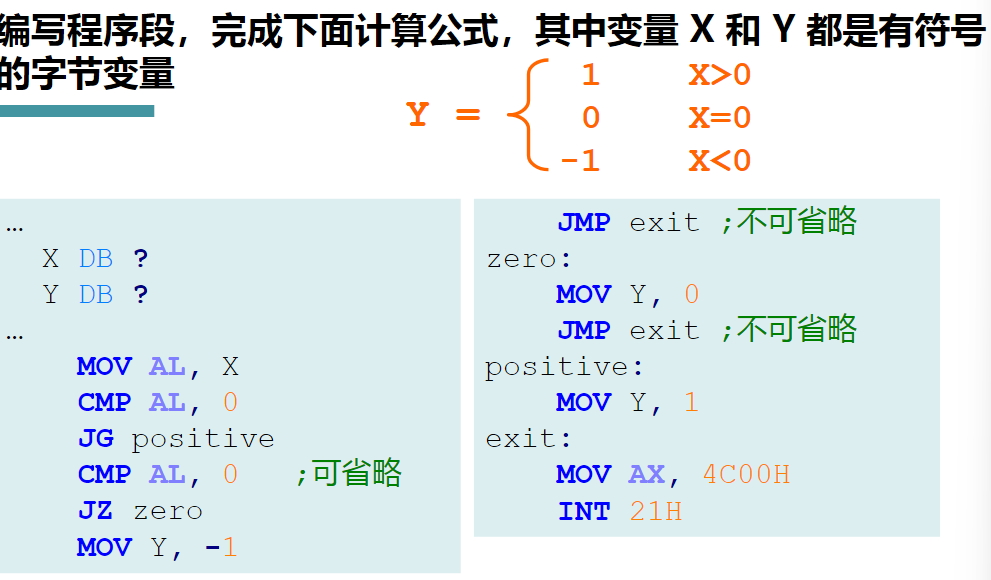 编写程序段，完成下面计算公式，其中变量 X 和 Y 都是有符号
的字节变量
Y = { 1 X>0
0 X=0
-1 X<0
…
X DB ?
Y DB ?
…
MOV AL, X
CMP AL, 0
JG positive
CMP AL, 0 ;可省略
JZ zero
MOV Y, -1
JMP exit ;不可省略
zero:
MOV Y, 0
JMP exit ;不可省略
positive:
MOV Y, 1
exit:
MOV AX, 4C00H
INT 21H